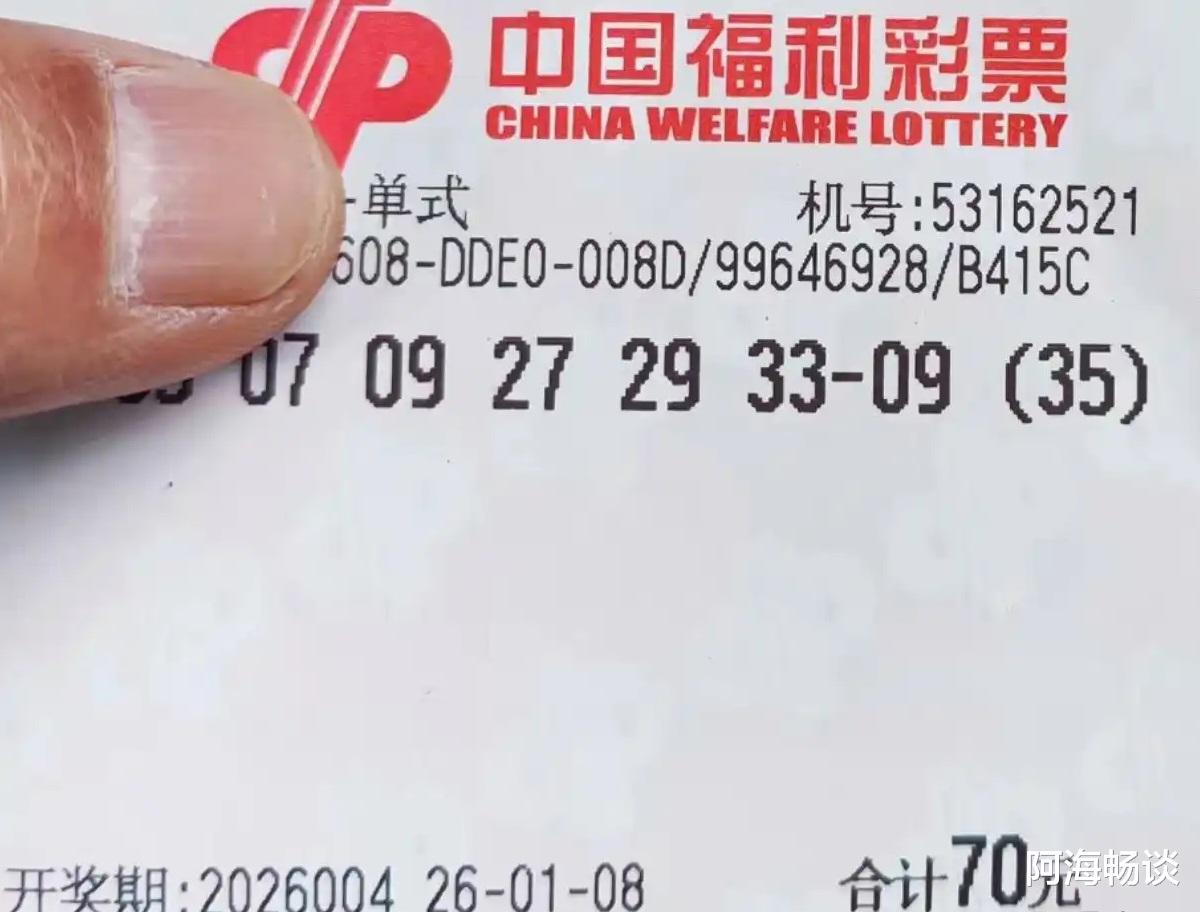 中国福利彩票
CHINA WELFARE LOTTERY
-单式 机号:53162521
608-DDE0-008D/99646928/B415C
07 09 27 29 33-09 (35)
开奖期:2026004 26-01-08 合计70元
阿海畅谈